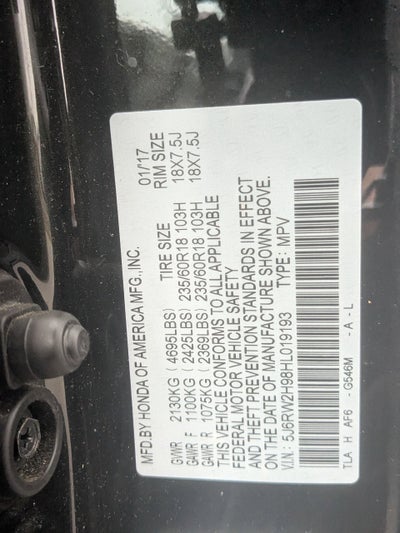 MFD.BY HONDA OF AMERICA MFG.,INC. 01/17
TIRE SIZE RIM SIZE
GVWR 2130KG (4695LBS)
GAWR F 1100KG (2425LBS) 235/60R18 103H 18X7.5J
GAWR R 1075KG (2369LBS) 235/60R18 103H 18X7.5J
THIS VEHICLE CONFORMS TO ALL APPLICABLE
FEDERAL MOTOR VEHICLE SAFETY
AND THEFT PREVENTION STANDARDS IN EFFECT
ON THE DATE OF MANUFACTURE SHOWN ABOVE.
V.I.N.: 5J6RW2H98HL019193 TYPE: MPV
TLA H AF6 - G546M - A - L